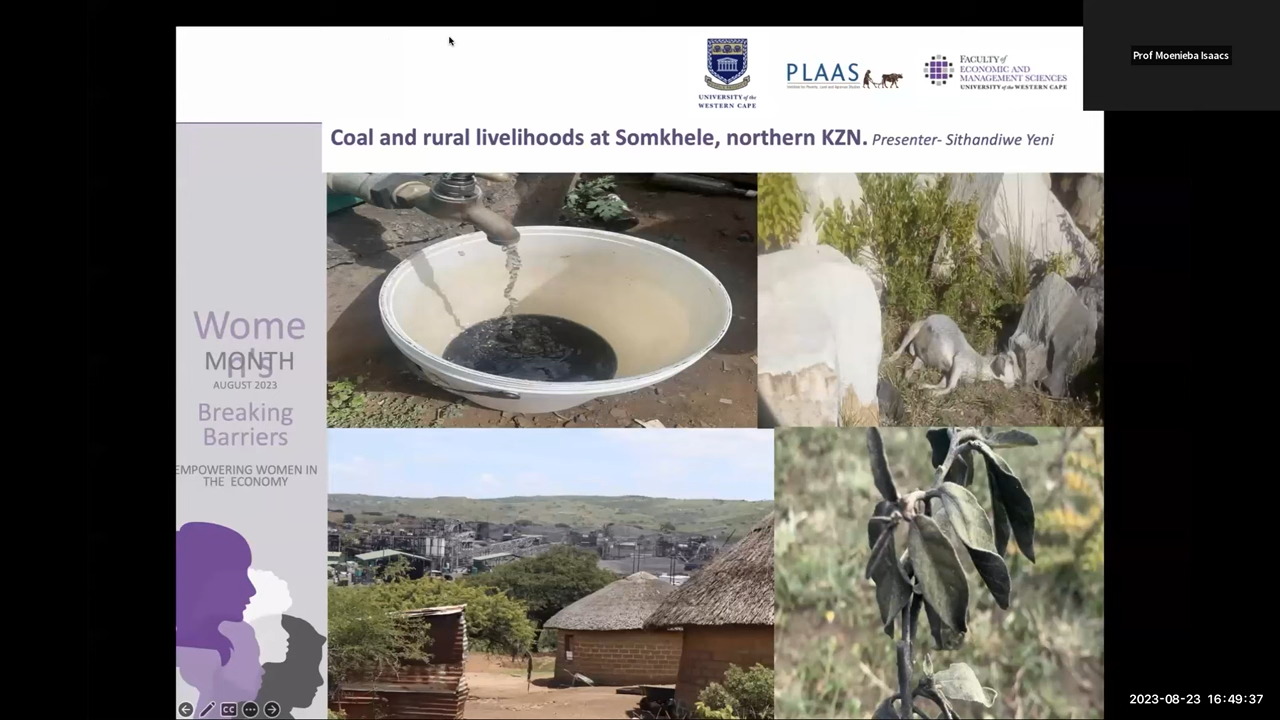 UNIVERSITY of the
WESTERN CAPE
PLAAS
Institute for Poverty, Land and Agrarian Studies
FACULTY of
ECONOMIC AND
MANAGEMENT SCIENCES
UNIVERSITY of the WESTERN CAPE
Prof Moenieba Isaacs
Coal and rural livelihoods at Somkhele, northern KZN. Presenter- Sithandiwe Yeni
Wome
n's
MONTH
AUGUST 2023
Breaking
Barriers
EMPOWERING WOMEN IN
THE ECONOMY
CC
2023-08-23 16:49:37